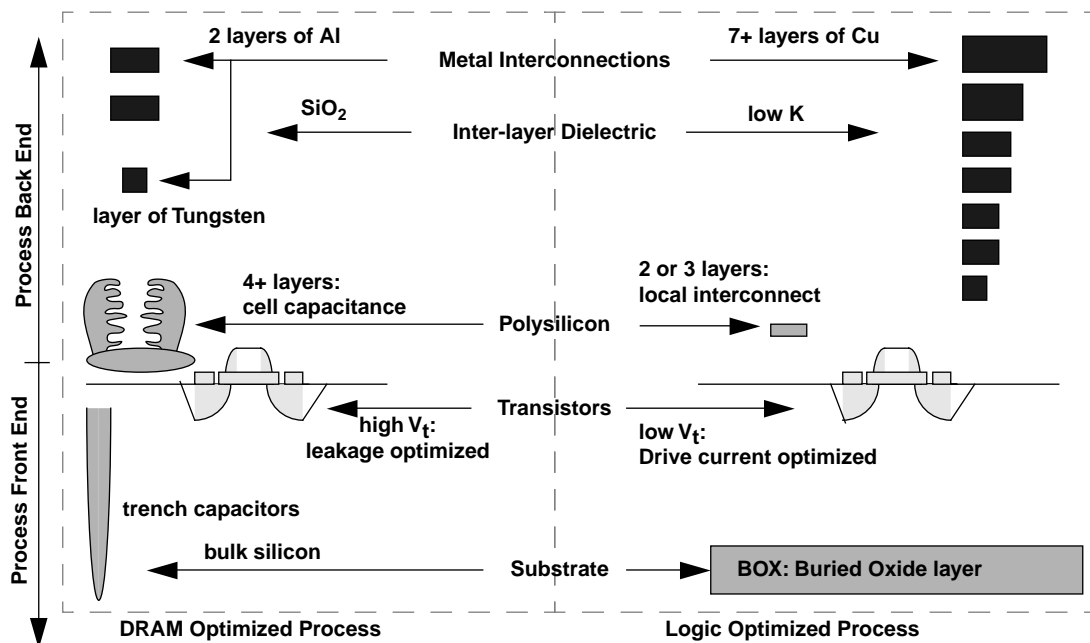 2 layers of Al
Metal Interconnections
7+ layers of Cu
SiO₂
Inter-layer Dielectric
low K
layer of Tungsten
Process Back End
4+ layers:
cell capacitance
Polysilicon
2 or 3 layers:
local interconnect
Transistors
high Vt:
leakage optimized
low Vt:
Drive current optimized
Process Front End
trench capacitors
bulk silicon
Substrate
BOX: Buried Oxide layer
DRAM Optimized Process
Logic Optimized Process